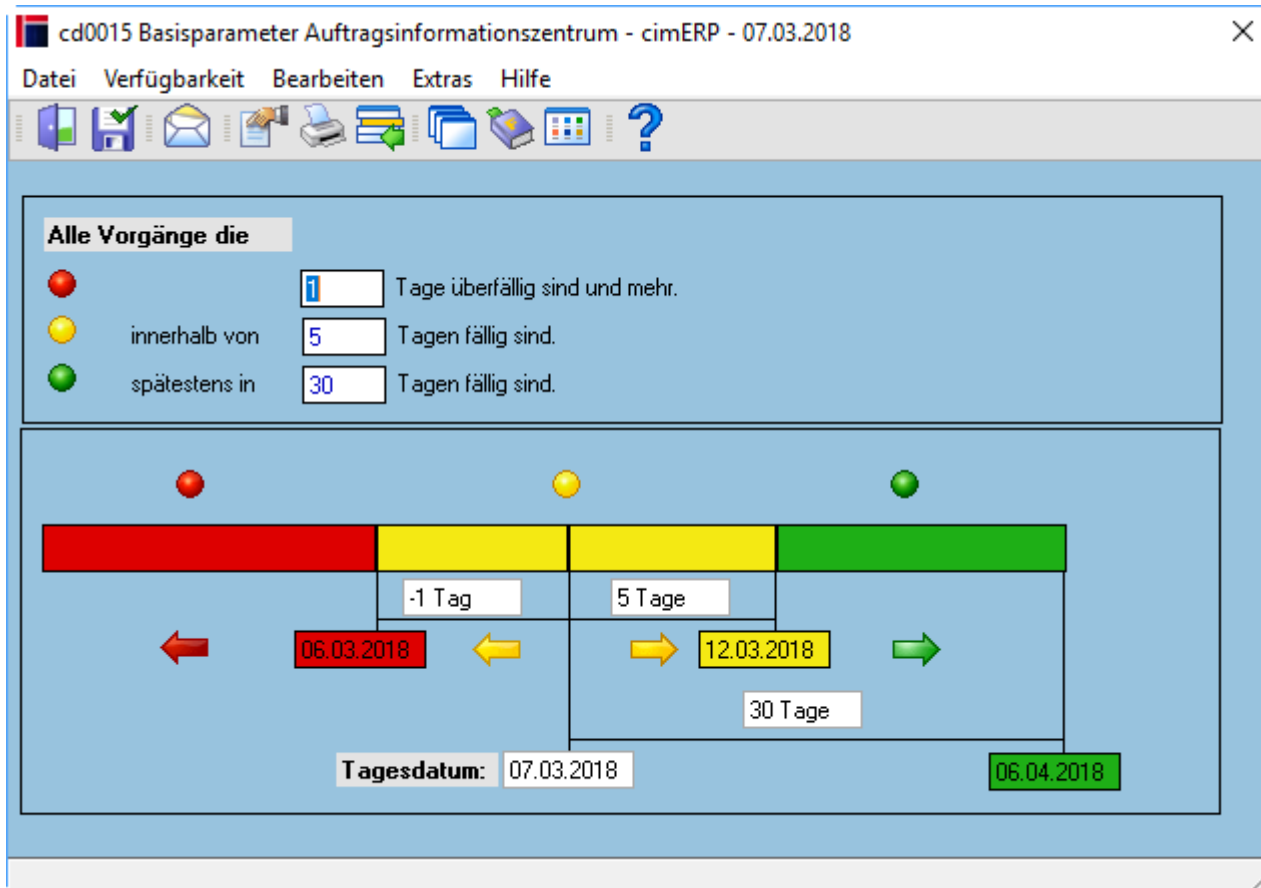 cd0015 Basisparameter Auftragsinformationszentrum - cimERP - 07.03.2018
Datei Verfügbarkeit Bearbeiten Extras Hilfe
Alle Vorgänge die
1 Tage überfällig sind und mehr.
innerhalb von 5 Tagen fällig sind.
spätestens in 30 Tagen fällig sind.
-1 Tag 5 Tage
06.03.2018 12.03.2018
30 Tage
Tagesdatum: 07.03.2018 06.04.2018